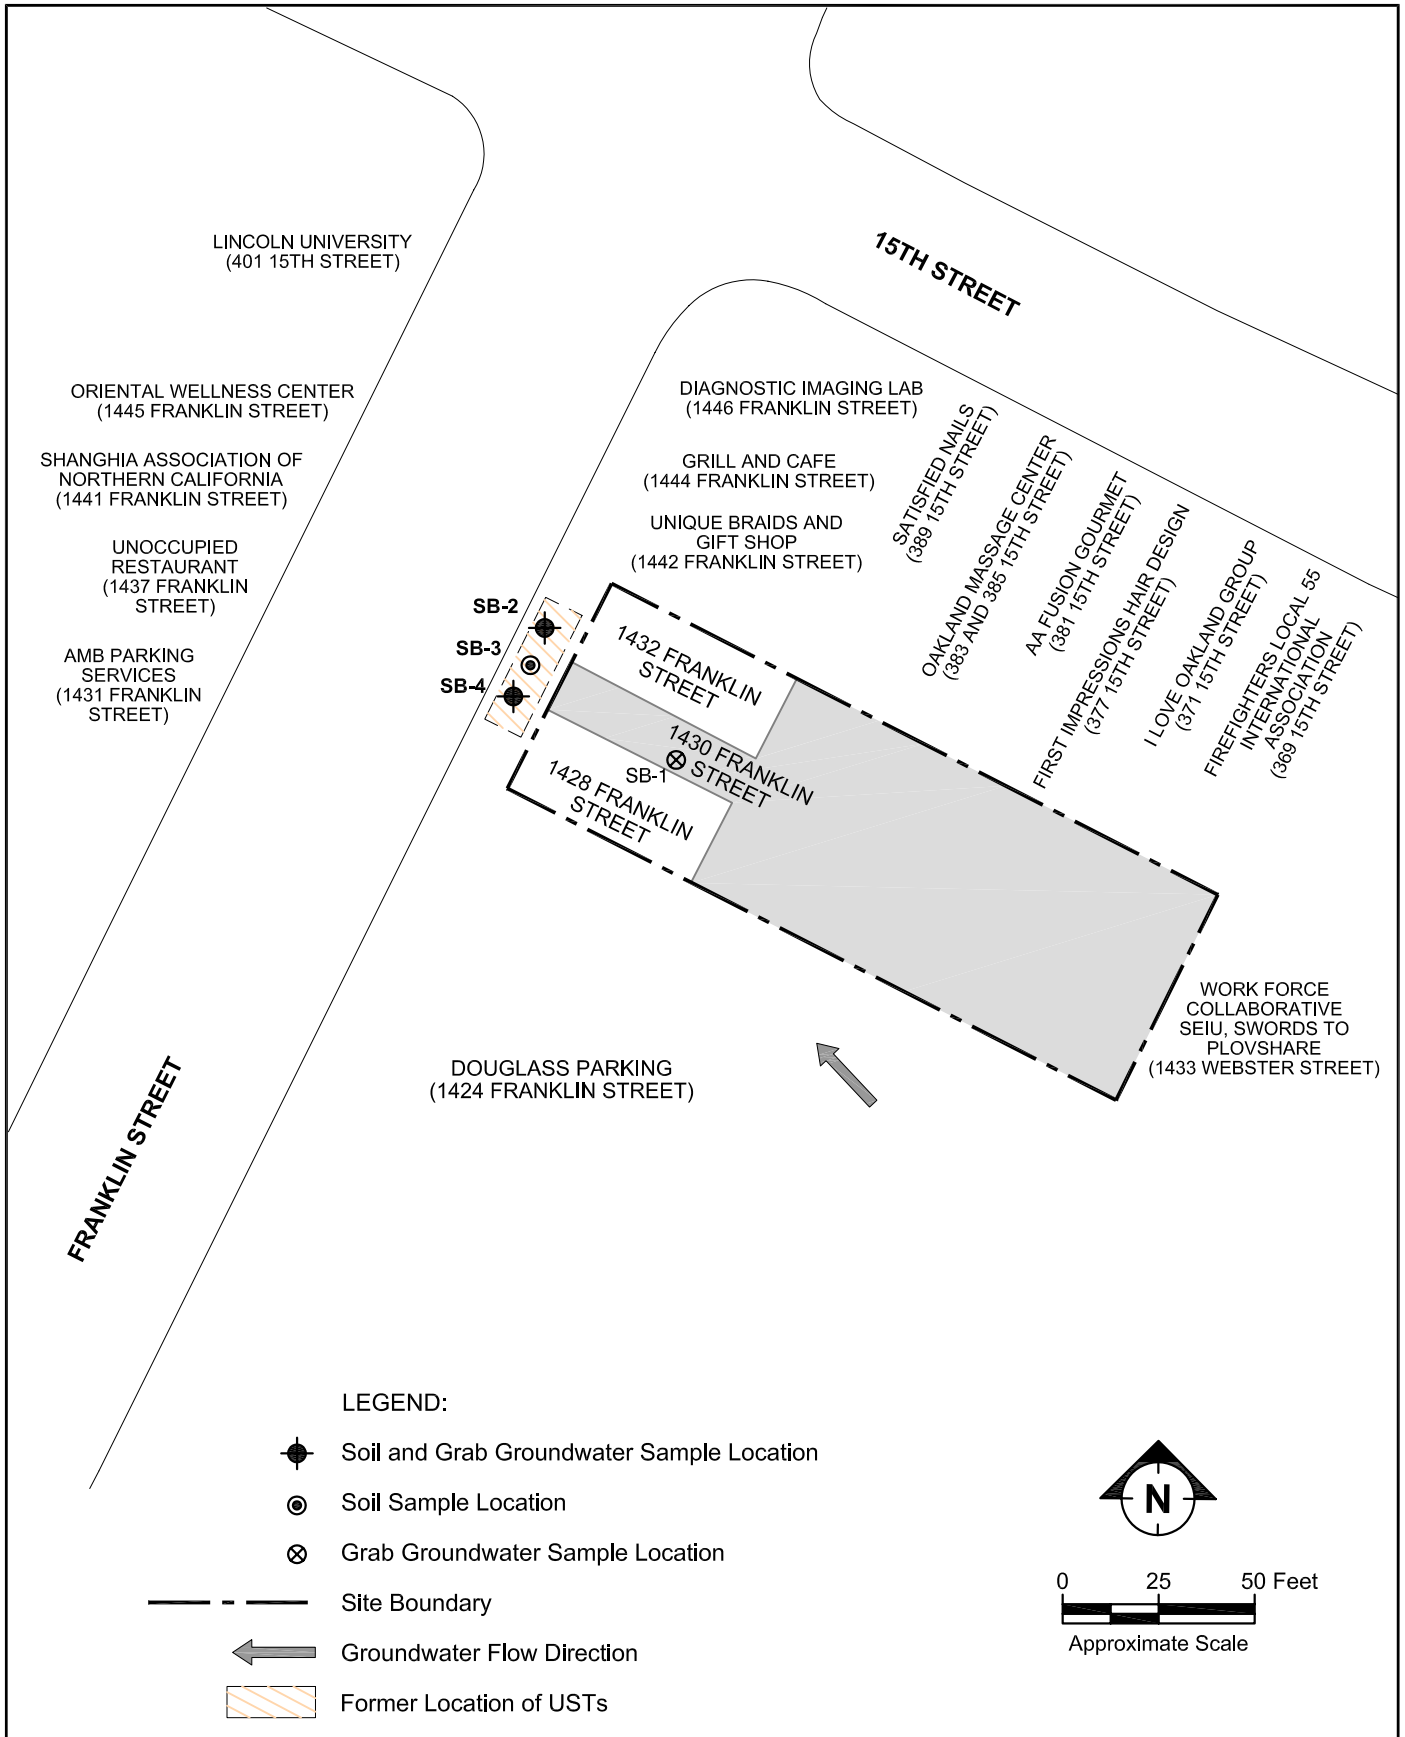 15TH STREET
LINCOLN UNIVERSITY
(401 15TH STREET)
ORIENTAL WELLNESS CENTER
(1445 FRANKLIN STREET)
SHANGHIA ASSOCIATION OF
NORTHERN CALIFORNIA
(1441 FRANKLIN STREET)
UNOCCUPIED
RESTAURANT
(1437 FRANKLIN
STREET)
AMB PARKING
SERVICES
(1431 FRANKLIN
STREET)
DIAGNOSTIC IMAGING LAB
(1446 FRANKLIN STREET)
GRILL AND CAFE
(1444 FRANKLIN STREET)
UNIQUE BRAIDS AND
GIFT SHOP
(1442 FRANKLIN STREET)
SATISFIED NAILS
(389 15TH STREET)
OAKLAND MASSAGE CENTER
(383 AND 385 15TH STREET)
AA FUSION GOURMET
(381 15TH STREET)
FIRST IMPRESSIONS HAIR DESIGN
(377 15TH STREET)
I LOVE OAKLAND GROUP
(371 15TH STREET)
FIREFIGHTERS LOCAL 55
INTERNATIONAL
ASSOCIATION
(369 15TH STREET)
SB-2
SB-3
SB-4
1432 FRANKLIN
STREET
1430 FRANKLIN
STREET
SB-1
1428 FRANKLIN
STREET
WORK FORCE
COLLABORATIVE
SEIU, SWORDS TO
PLOVSHARE
(1433 WEBSTER STREET)
DOUGLASS PARKING
(1424 FRANKLIN STREET)
FRANKLIN STREET
LEGEND:
Soil and Grab Groundwater Sample Location
Soil Sample Location
Grab Groundwater Sample Location
Site Boundary
Groundwater Flow Direction
Former Location of USTs
N
0 25 50 Feet
Approximate Scale